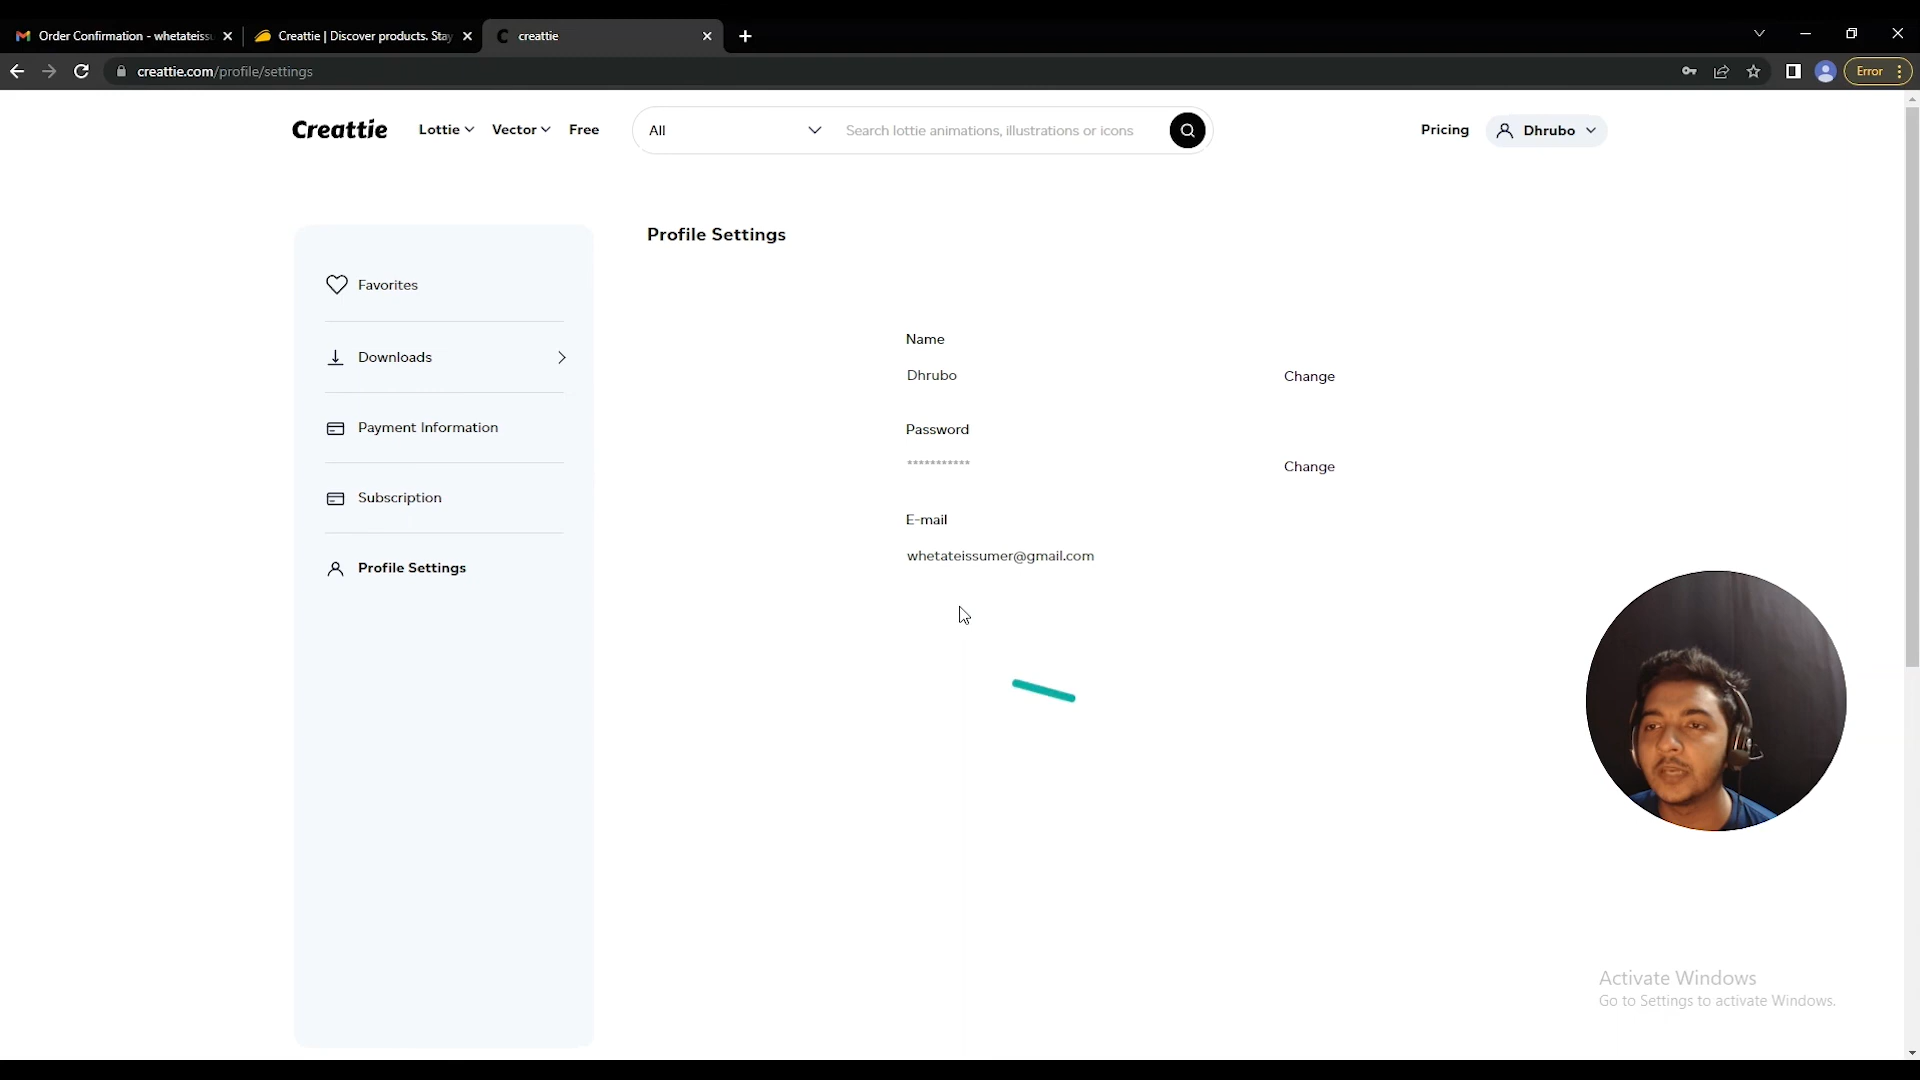 Order Confirmation - whetateissu
Creattie | Discover products. Stay
creattie
creattie.com/profile/settings
Error
Creattie
Lottie
Vector
Free
All
Search lottie animations, illustrations or icons
Pricing
Dhrubo
Favorites
Downloads
Payment Information
Subscription
Profile Settings
Profile Settings
Name
Dhrubo
Change
Password
***********
Change
E-mail
whetateissumer@gmail.com
Activate Windows
Go to Settings to activate Windows.